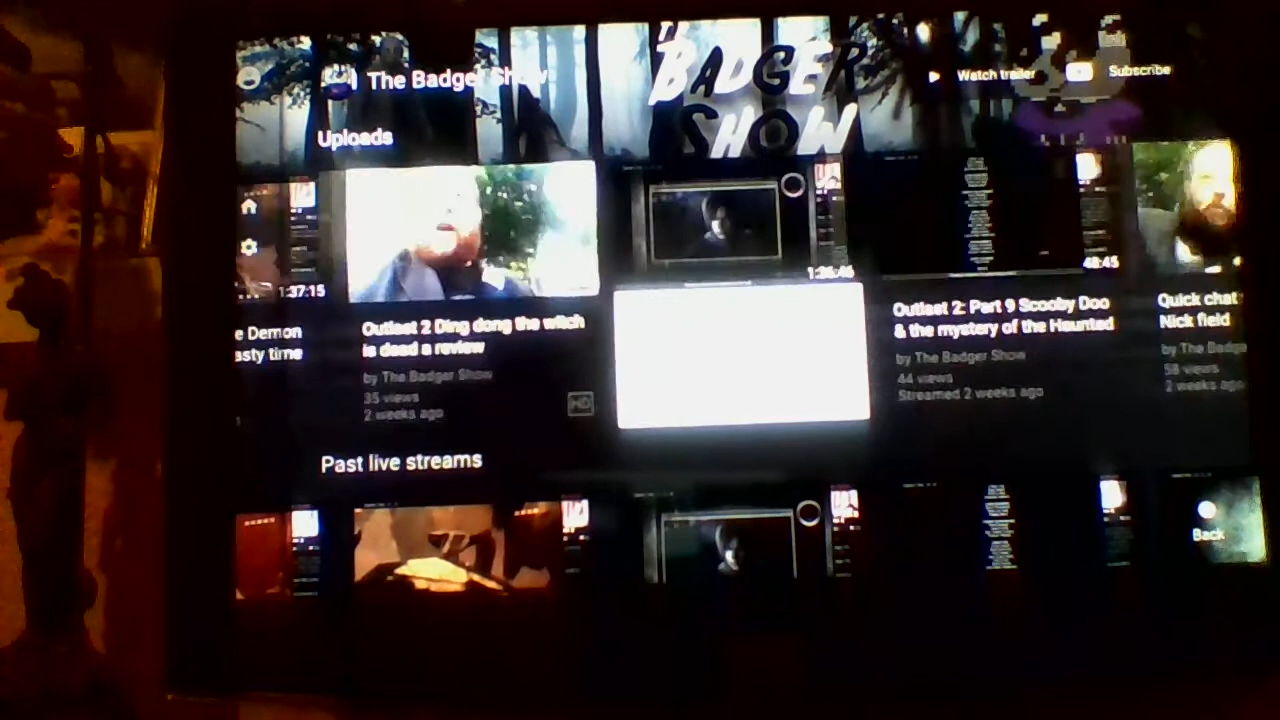 The Badger Show
THE
BADGER
SHOW
Watch trailer
Subscribe
Uploads
1:37:15
1:36:46
48:45
e Demon
asty time
Outlast 2 Ding dong the witch
is dead a review
by The Badger Show
35 views
2 weeks ago
HD
Outlast 2: Part 9 Scooby Doo
& the mystery of the Haunted
by The Badger Show
44 views
Streamed 2 weeks ago
Quick chat
Nick field
by The Badge
58 views
2 weeks ago
Past live streams
Back